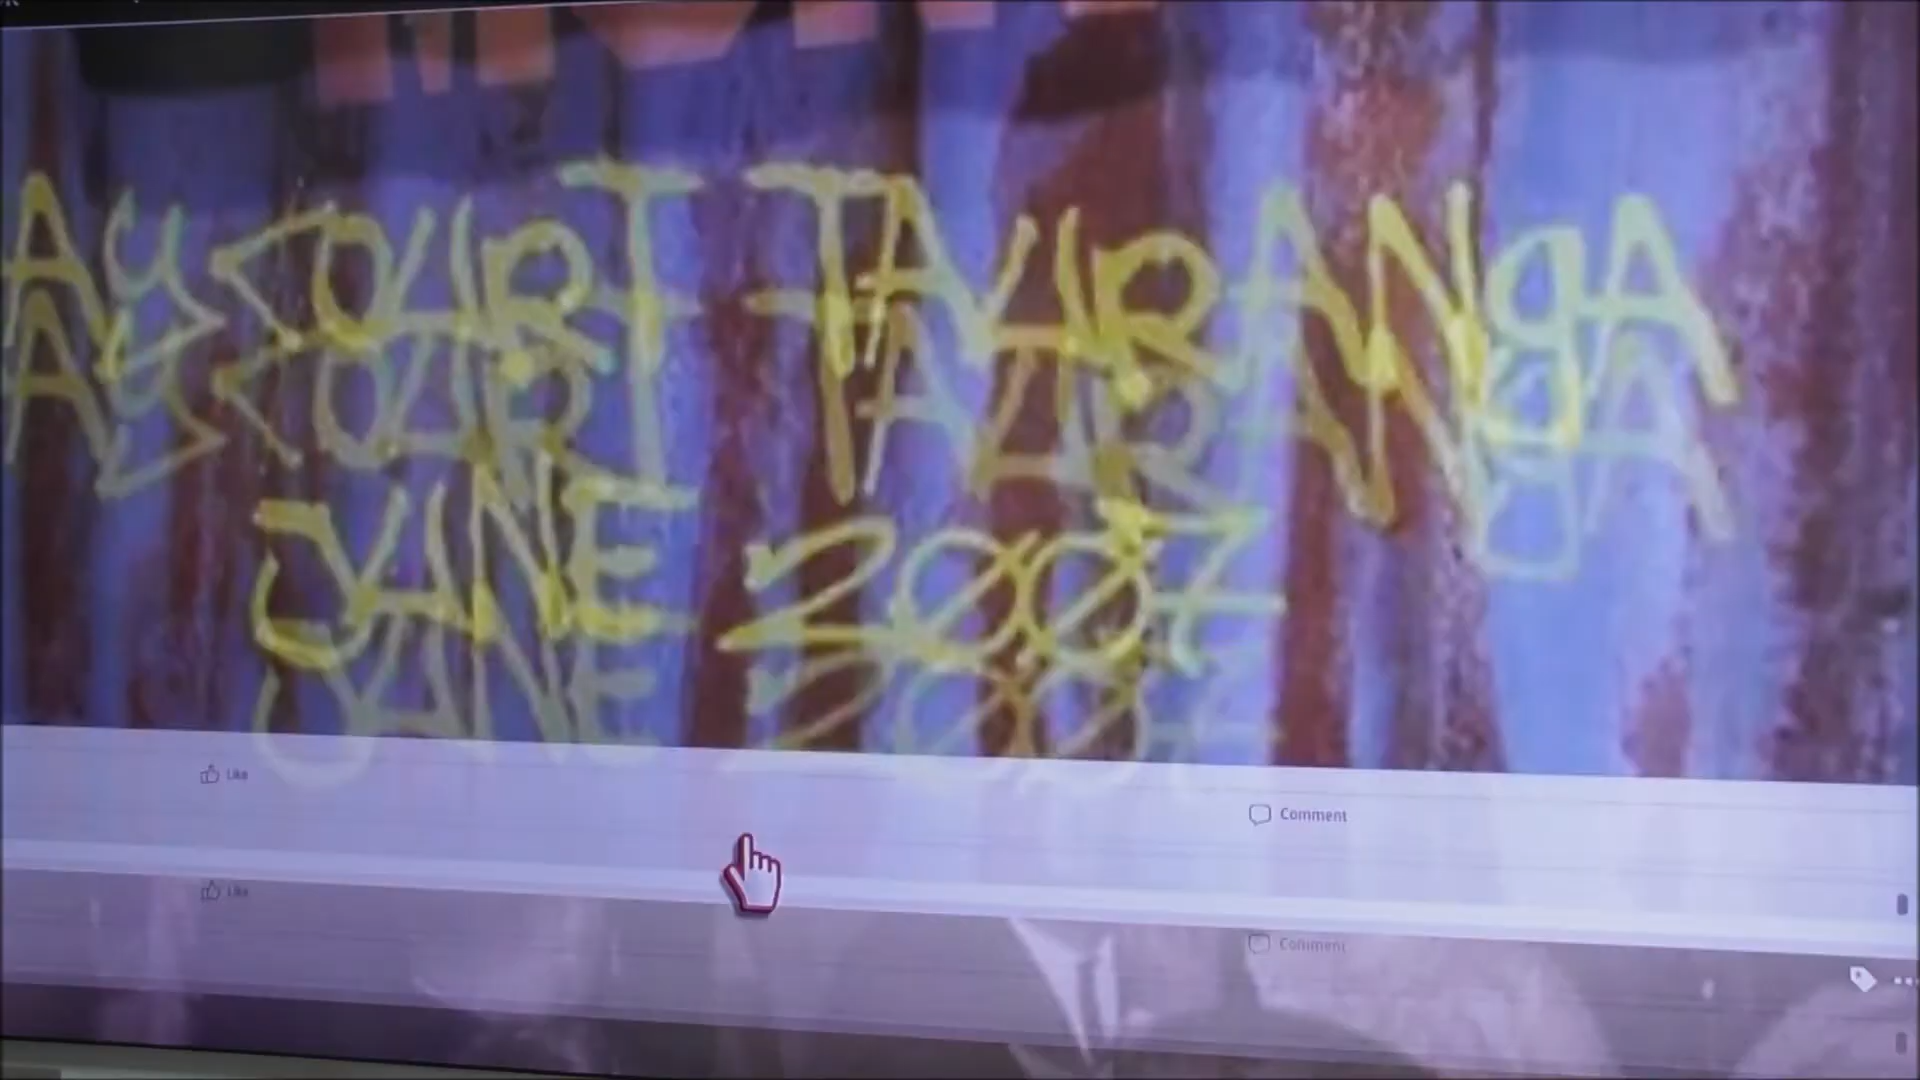 COURT TAURANGA
JUNE 2007
Like
Comment
Like
Comment